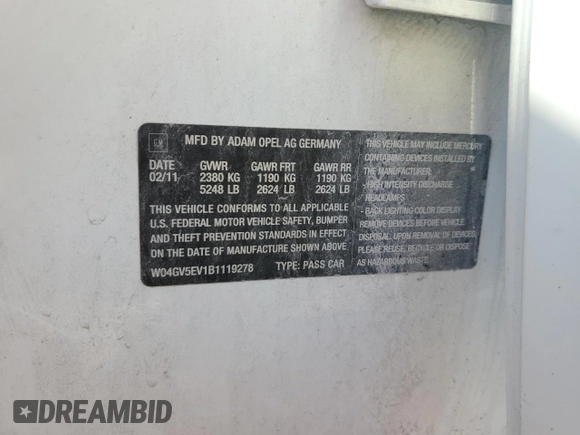 GM
MFD BY ADAM OPEL AG GERMANY
DATE GVWR GAWR FRT GAWR RR
02/11 2380 KG 1190 KG 1190 KG
5248 LB 2624 LB 2624 LB
THIS VEHICLE CONFORMS TO ALL APPLICABLE
U.S. FEDERAL MOTOR VEHICLE SAFETY, BUMPER
AND THEFT PREVENTION STANDARDS IN EFFECT
ON THE DATE OF MANUFACTURE SHOWN ABOVE.
W04GV5EV1B1119278 TYPE: PASS CAR
THIS VEHICLE MAY INCLUDE MERCURY
CONTAINING DEVICES INSTALLED BY
THE MANUFACTURER:
- HIGH INTENSITY DISCHARGE
HEADLAMPS
- BACK LIGHTING COLOR DISPLAY
REMOVE DEVICES BEFORE VEHICLE
DISPOSAL. UPON REMOVAL OF DEVICES,
PLEASE REUSE, RECYCLE OR DISPOSE
AS HAZARDOUS WASTE.
DREAMBID